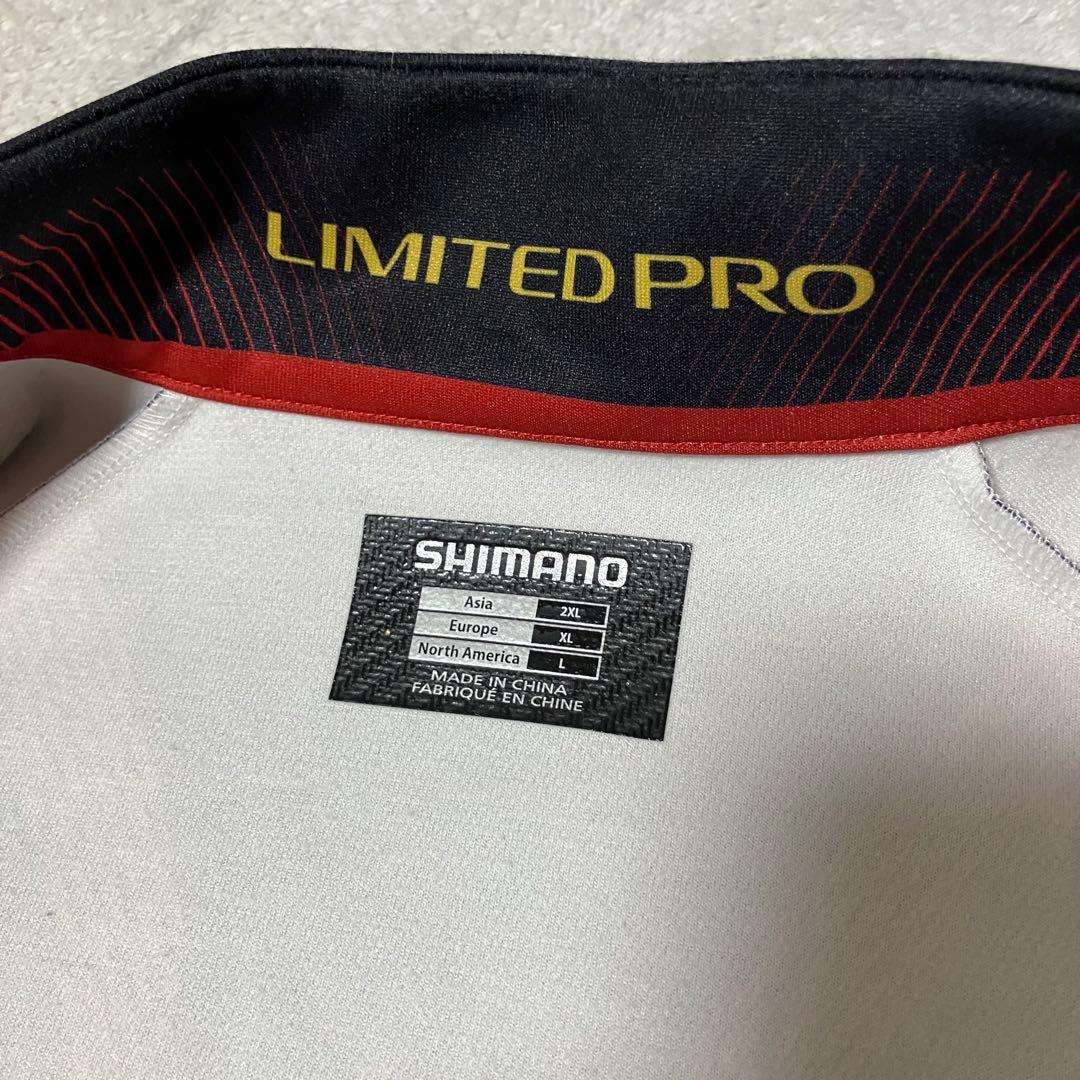 LIMITED PRO
SHIMANO
Asia 2XL
Europe XL
North America L
MADE IN CHINA
FABRIQUÉ EN CHINE